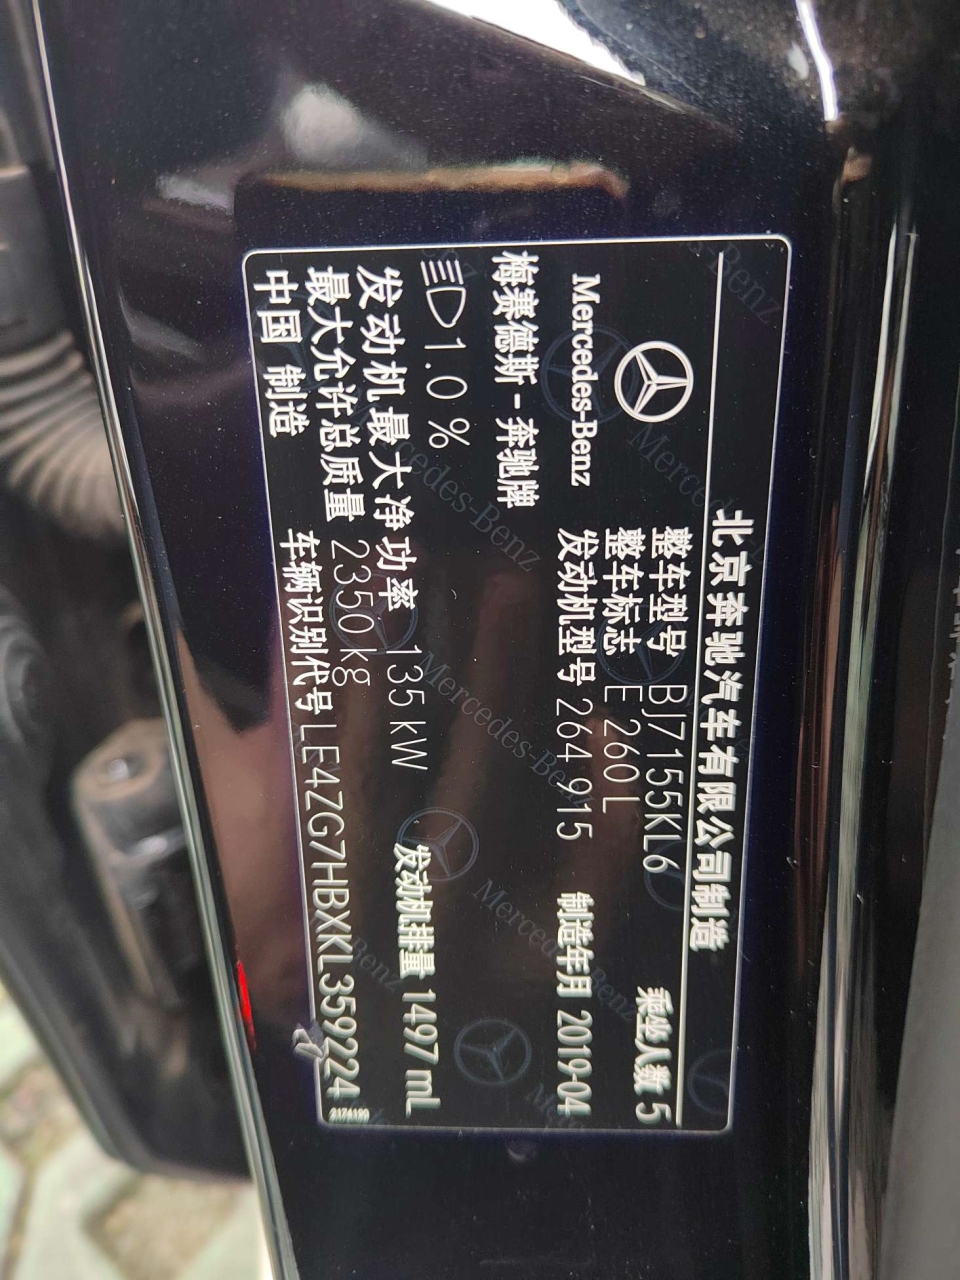 北京奔驰汽车有限公司制造
Mercedes-Benz
整车型号 BJ7155KL6 乘坐人数 5
整车标志 E 260 L
发动机型号 264 915 制造年月 2019-04
梅赛德斯-奔驰牌
1.0 %
发动机最大净功率 135 kW 发动机排量 1497 mL
最大允许总质量 2350 kg
中国 制造 车辆识别代号 LE4ZG7HBXKL359224